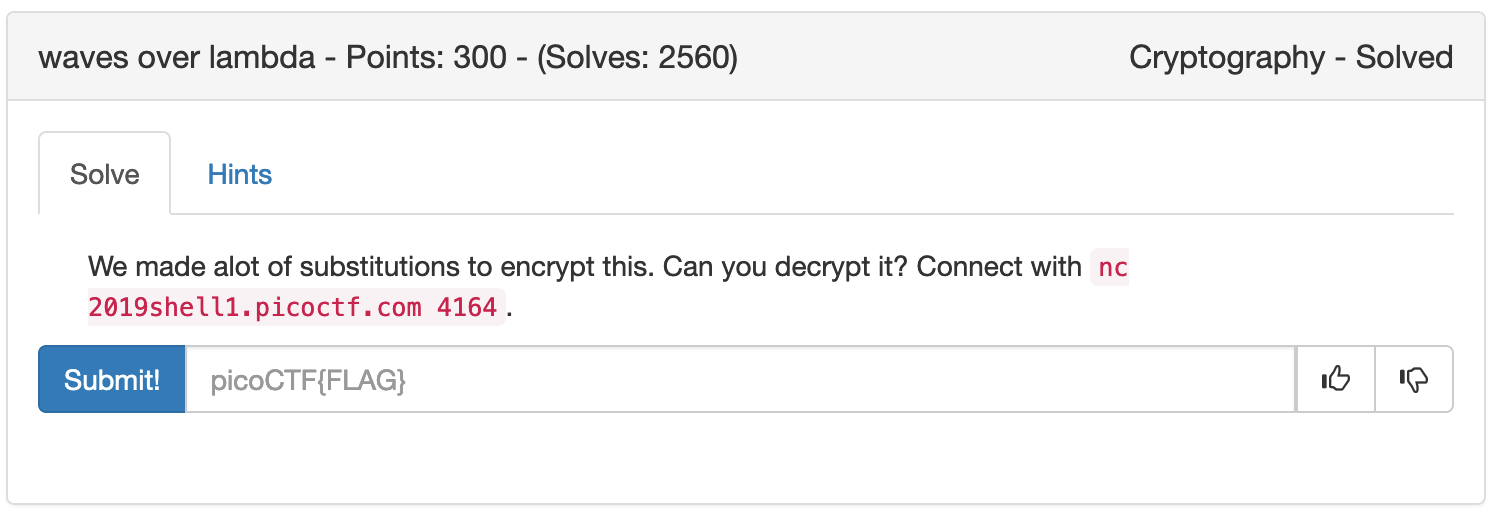 waves over lambda - Points: 300 - (Solves: 2560) Cryptography - Solved
Solve Hints
We made alot of substitutions to encrypt this. Can you decrypt it? Connect with nc
2019shell1.picoctf.com 4164.
Submit! picoCTF{FLAG}